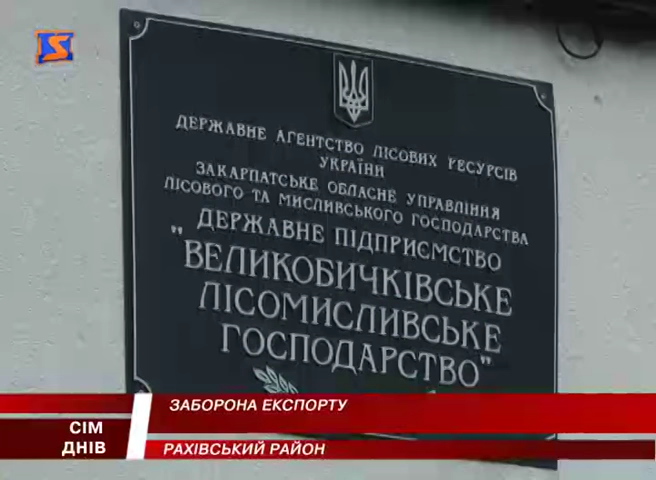 S
ДЕРЖАВНЕ АГЕНТСТВО ЛІСОВИХ РЕСУРСІВ
УКРАЇНИ
ЗАКАРПАТСЬКЕ ОБЛАСНЕ УПРАВЛІННЯ
ЛІСОВОГО ТА МИСЛИВСЬКОГО ГОСПОДАРСТВА
ДЕРЖАВНЕ ПІДПРИЄМСТВО
"ВЕЛИКОБИЧКІВСЬКЕ
ЛІСОМИСЛИВСЬКЕ
ГОСПОДАРСТВО"
ЗАБОРОНА ЕКСПОРТУ
СІМ
ДНІВ
РАХІВСЬКИЙ РАЙОН